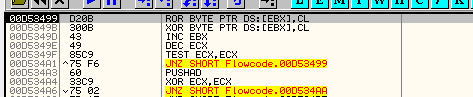 L E M T W H C / K
00D53499 D20B ROR BYTE PTR DS:[EBX],CL
00D5349B 300B XOR BYTE PTR DS:[EBX],CL
00D5349D 43 INC EBX
00D5349E 49 DEC ECX
00D5349F 85C9 TEST ECX,ECX
00D534A1 ^75 F6 JNZ SHORT Flowcode.00D53499
00D534A3 60 PUSHAD
00D534A4 33C9 XOR ECX,ECX
00D534A6 ˅75 02 JNZ SHORT Flowcode.00D534AA